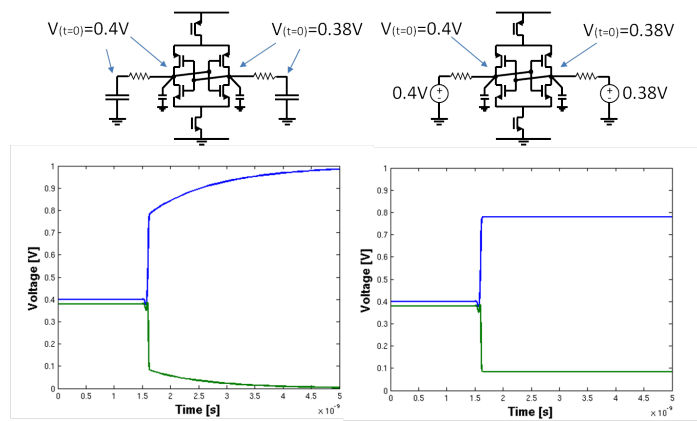 V(t=0)=0.4V
V(t=0)=0.38V
V(t=0)=0.4V
V(t=0)=0.38V
0.4V
+
-
+
-
0.38V
1
0.9
0.8
0.7
0.6
0.5
0.4
0.3
0.2
0.1
0
Voltage [V]
0 0.5 1 1.5 2 2.5 3 3.5 4 4.5 5
Time [s]
× 10⁻⁹
1
0.9
0.8
0.7
0.6
0.5
0.4
0.3
0.2
0.1
0
Voltage [V]
0 0.5 1 1.5 2 2.5 3 3.5 4 4.5 5
Time [s]
× 10⁻⁹